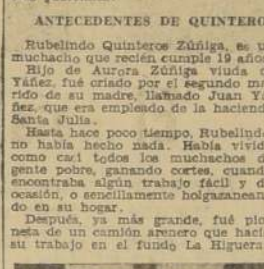 ANTECEDENTES DE QUINTERO
Rubelindo Quinteros Zúñiga, es u
muchacho que recién cumple 19 años
Hijo de Aurora Zúñiga viuda d
Yáñez, fué criado por el segundo ma
rido de su madre, llamado Juan Yá
ñez, que era empleado de la haciend
Santa Julia.
Hasta hace poco tiempo, Rubelind
no había hecho nada. Había vivid
como casi todos los muchachos d
gente pobre, ganando cortes, cuand
encontraba algún trabajo fácil y d
ocasión, o sencillamente holgazanean
do en su hogar.
Después, ya más grande, fué pio
neta de un camión arenero que hací
su trabajo en el fundo La Higuera